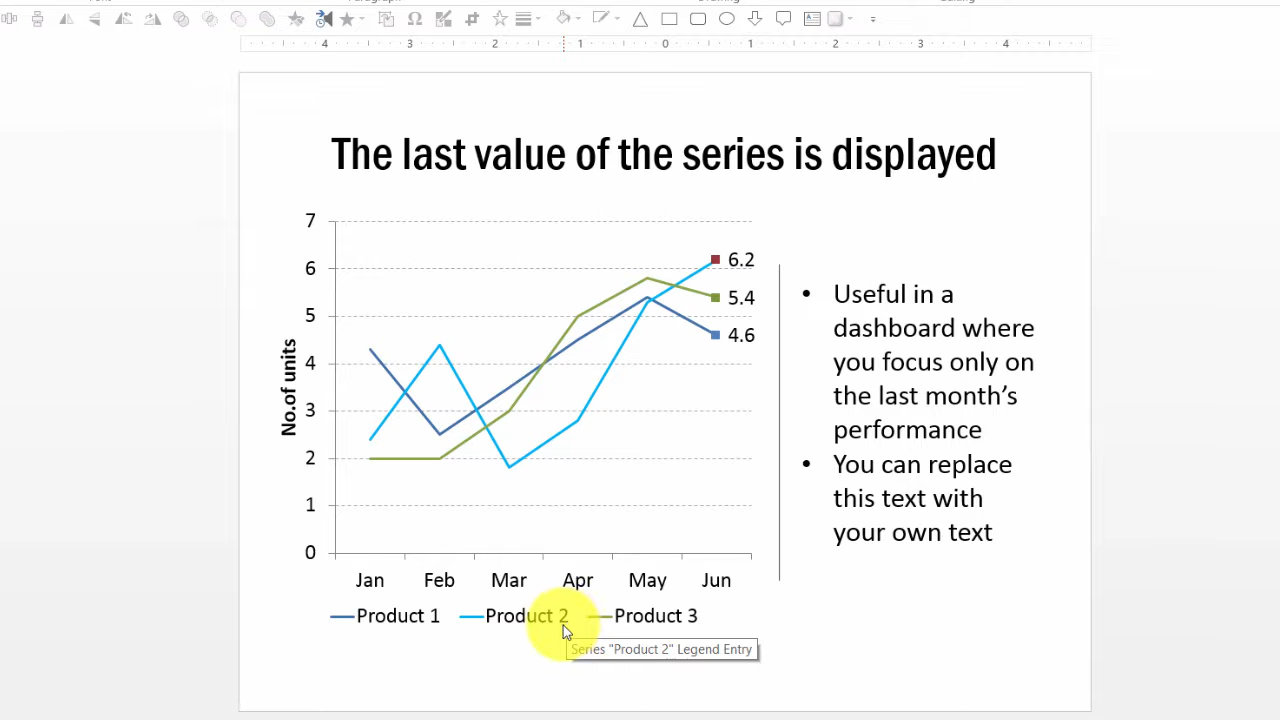 4 3 2 1 0 1 2 3 4
The last value of the series is displayed
7
6
5
4
3
2
1
0
No.of units
6.2
5.4
4.6
Jan Feb Mar Apr May Jun
Product 1 Product 2 Product 3
Series "Product 2" Legend Entry
• Useful in a
dashboard where
you focus only on
the last month’s
performance
• You can replace
this text with
your own text